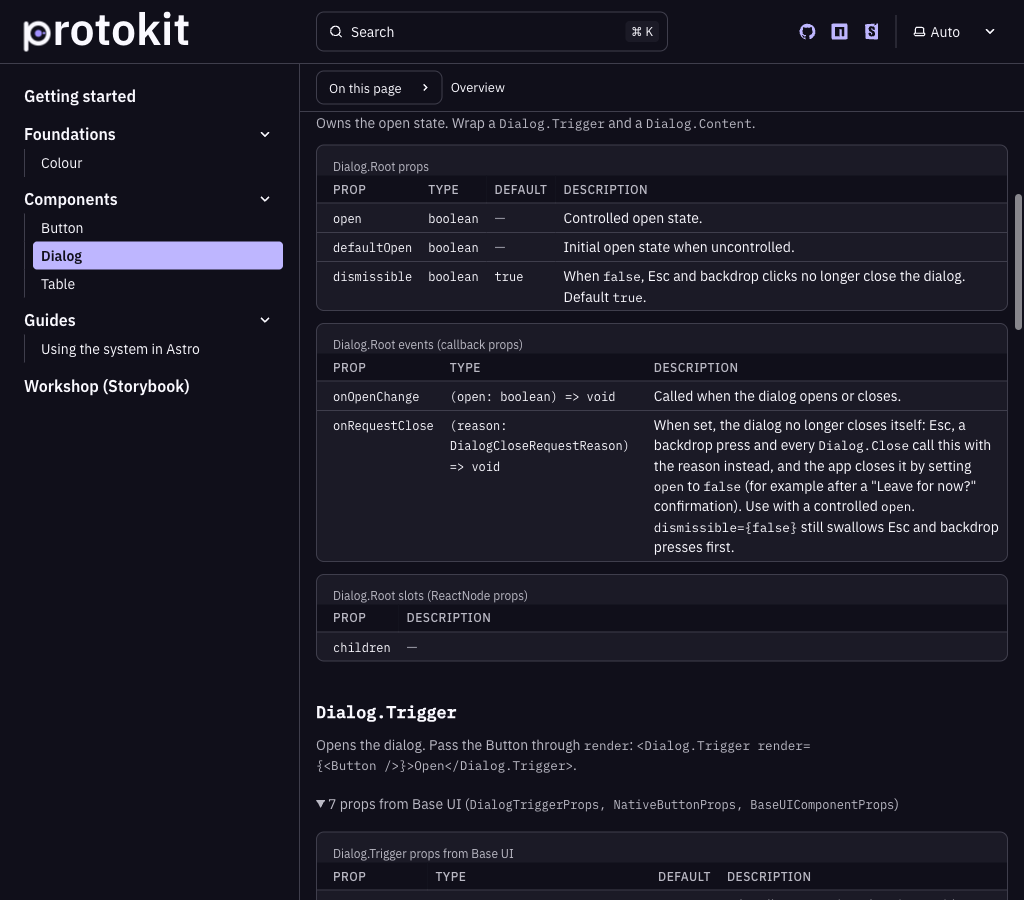 protokit
Search
⌘ K
Auto
Getting started
Foundations
Colour
Components
Button
Dialog
Table
Guides
Using the system in Astro
Workshop (Storybook)
On this page
Overview
Owns the open state. Wrap a Dialog.Trigger and a Dialog.Content.
Dialog.Root props
PROP TYPE DEFAULT DESCRIPTION
open boolean — Controlled open state.
defaultOpen boolean — Initial open state when uncontrolled.
dismissible boolean true When false, Esc and backdrop clicks no longer close the dialog.
Default true.
Dialog.Root events (callback props)
PROP TYPE DESCRIPTION
onOpenChange (open: boolean) => void Called when the dialog opens or closes.
onRequestClose (reason: When set, the dialog no longer closes itself: Esc, a
DialogCloseRequestReason) backdrop press and every Dialog.Close call this with
=> void the reason instead, and the app closes it by setting
open to false (for example after a "Leave for now?"
confirmation). Use with a controlled open.
dismissible={false} still swallows Esc and backdrop
presses first.
Dialog.Root slots (ReactNode props)
PROP DESCRIPTION
children —
Dialog.Trigger
Opens the dialog. Pass the Button through render: <Dialog.Trigger render=
{<Button />}>Open</Dialog.Trigger>.
▼ 7 props from Base UI (DialogTriggerProps, NativeButtonProps, BaseUIComponentProps)
Dialog.Trigger props from Base UI
PROP TYPE DEFAULT DESCRIPTION